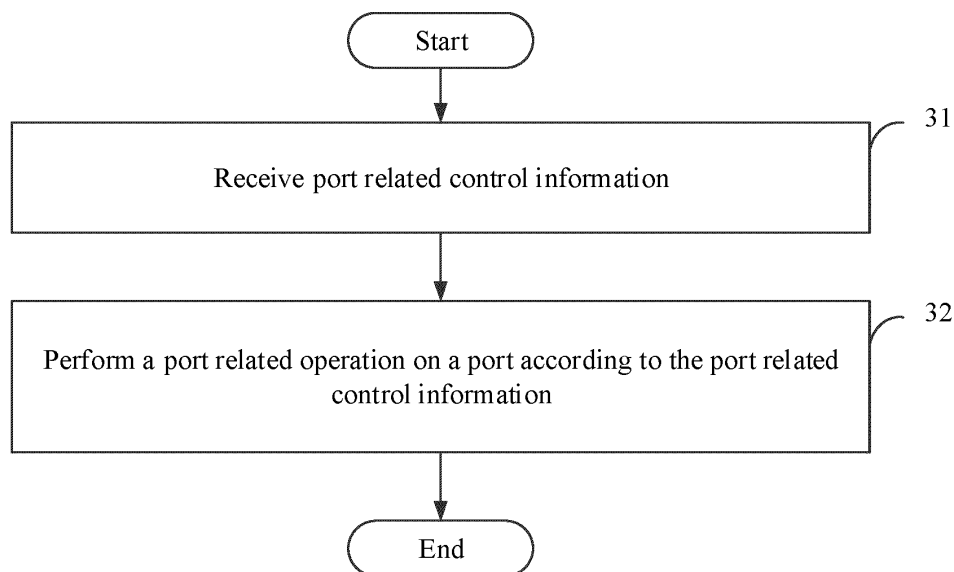 Start
31
Receive port related control information
32
Perform a port related operation on a port according to the port related
control information
End